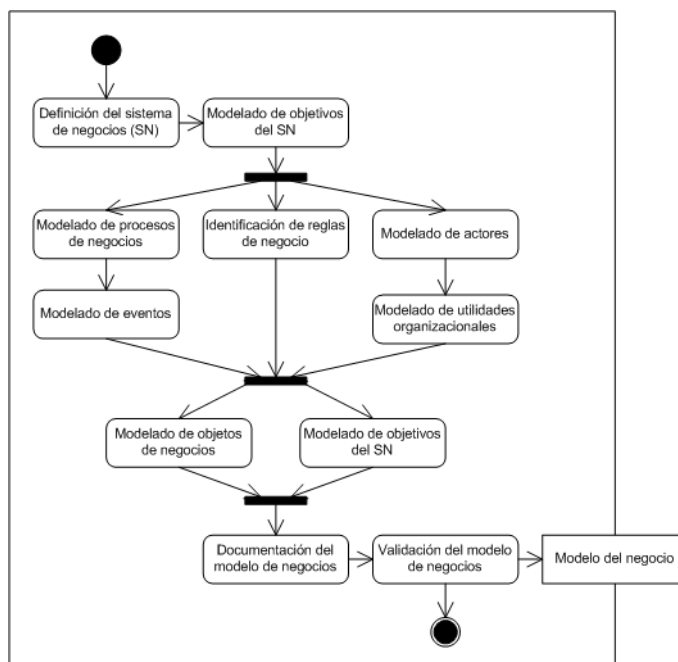 Definición del sistema
de negocios (SN)
Modelado de objetivos
del SN
Modelado de procesos
de negocios
Identificación de reglas
de negocio
Modelado de actores
Modelado de eventos
Modelado de utilidades
organizacionales
Modelado de objetos
de negocios
Modelado de objetivos
del SN
Documentación del
modelo de negocios
Validación del modelo
de negocios
Modelo del negocio